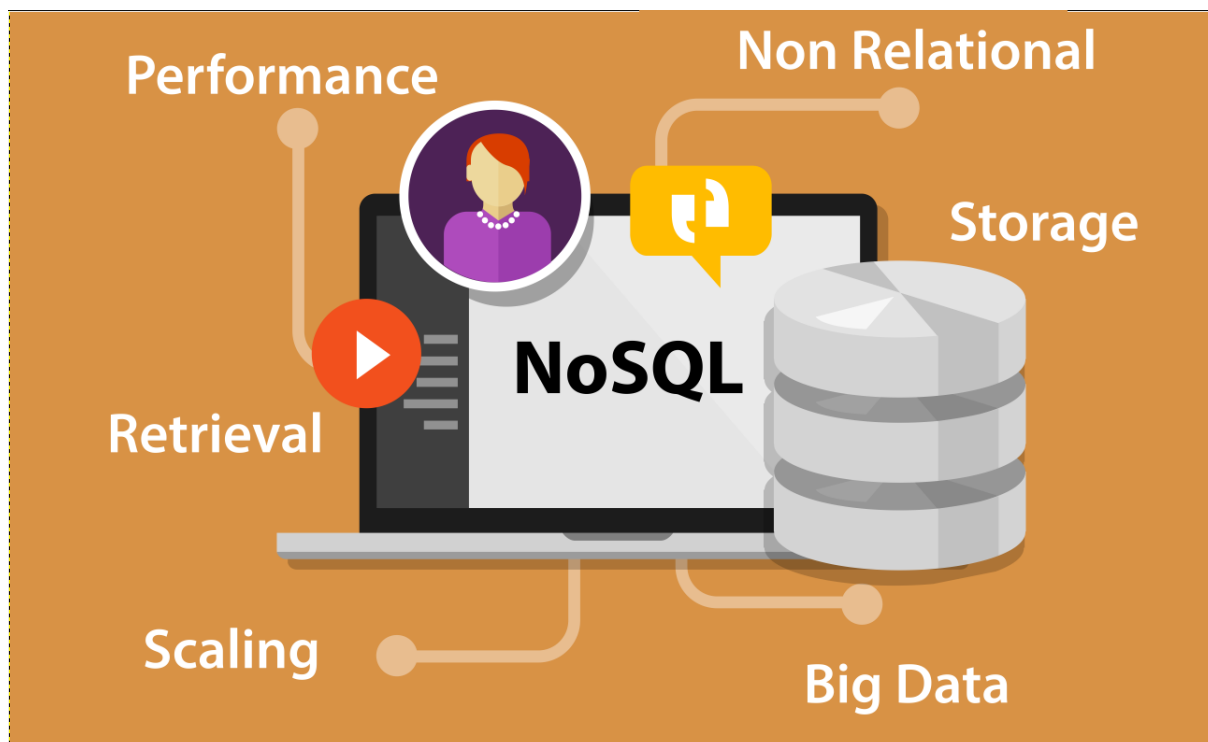 Performance
Non Relational
Storage
NoSQL
Retrieval
Scaling
Big Data